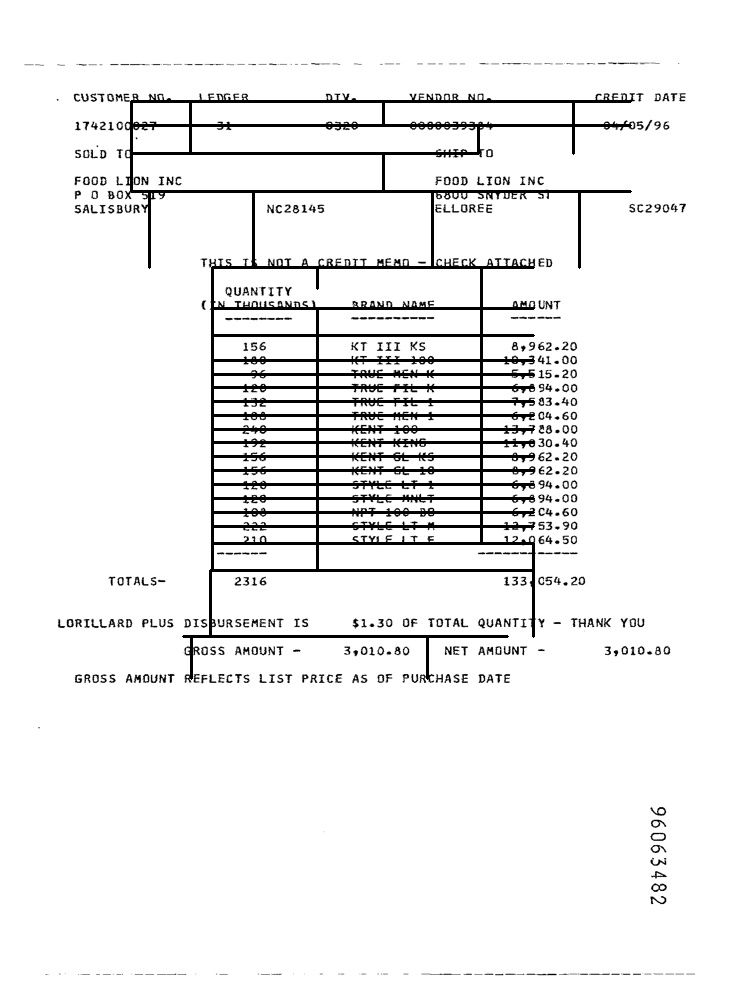 CUSTOMER NO. LEDGER DIV. VENDOR NO. CREDIT DATE
1742100027 31 0320 04/05/96
SOLD TO SHIP TO
FOOD LION INC FOOD LION INC
P O BOX 519 6800 SNYDER ST
SALISBURY NC28145 ELLOREE SC29047
THIS IS NOT A CREDIT MEMO - CHECK ATTACHED
QUANTITY
(IN THOUSANDS) BRAND NAME AMOUNT
156 KT III KS 8,962.20
180 KT III 100 10,341.00
96 TRUE MEN K 5,515.20
120 TRUE FIL K 6,894.00
132 TRUE FIL 1 7,583.40
108 TRUE MEN 1 6,204.60
240 KENT 100 13,788.00
192 KENT KING 11,030.40
156 KENT GL KS 8,962.20
156 KENT GL 10 8,962.20
120 STYLE LT 1 6,894.00
120 STYLE MNLT 6,894.00
108 NPT 100 BO 6,204.60
222 STYLE LT M 12,753.90
210 STYLE LT F 12,064.50
TOTALS- 2316 133,054.20
LORILLARD PLUS DISBURSEMENT IS $1.30 OF TOTAL QUANTITY - THANK YOU
GROSS AMOUNT - 3,010.80 NET AMOUNT - 3,010.80
GROSS AMOUNT REFLECTS LIST PRICE AS OF PURCHASE DATE
96063482